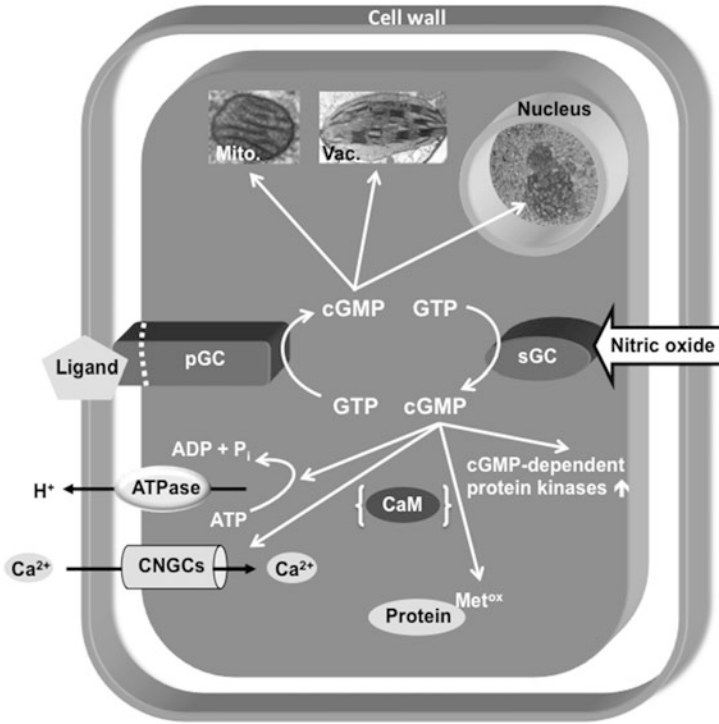 Cell wall
Nucleus
Mito.
Vac.
cGMP GTP
Ligand
pGC
sGC
Nitric oxide
GTP cGMP
ADP + Pi
cGMP-dependent
protein kinases
H⁺
ATPase
ATP
{ CaM }
Ca²⁺
CNGCs
Ca²⁺
Metᵒˣ
Protein